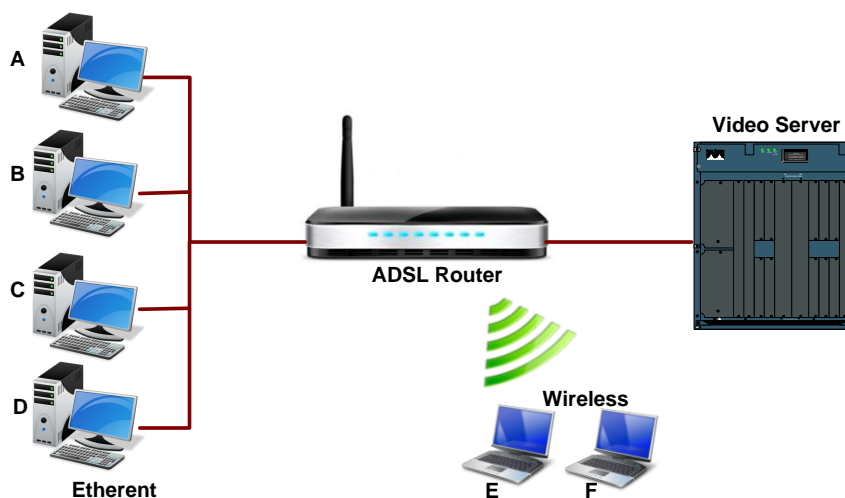 A
Video Server
B
ADSL Router
C
Wireless
D
E
F
Etherent